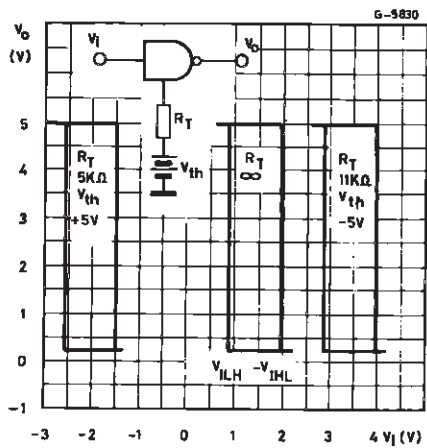 G-5830
Vo
(V)
Vi
Vo
RT
Vth
5
4
3
2
1
0
-1
RT
5KΩ
Vth
+5V
RT
∞
RT
11KΩ
Vth
-5V
VILH -VIHL
-3 -2 -1 0 1 2 3 4 VI (V)